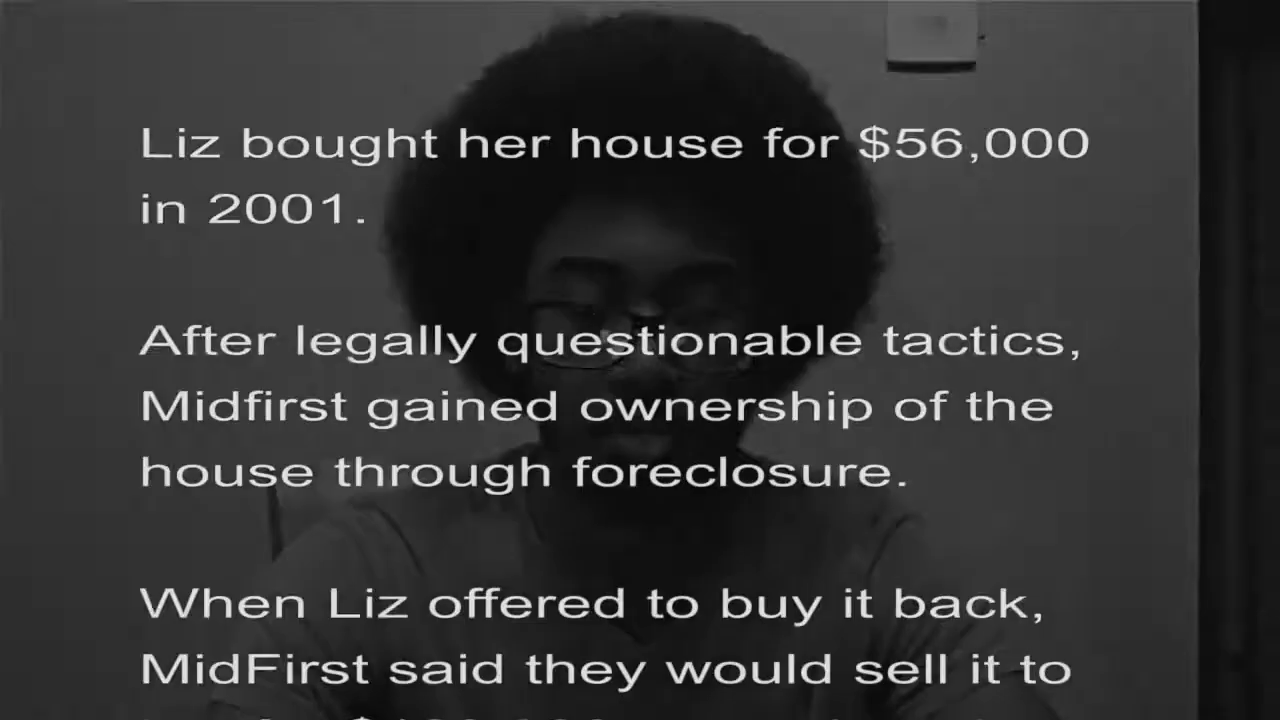 Liz bought her house for $56,000
in 2001.
After legally questionable tactics,
Midfirst gained ownership of the
house through foreclosure.
When Liz offered to buy it back,
MidFirst said they would sell it to